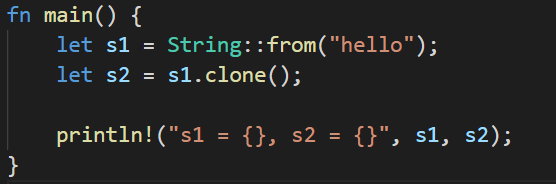 fn main() {
    let s1 = String::from("hello");
    let s2 = s1.clone();

    println!("s1 = {}, s2 = {}", s1, s2);
}